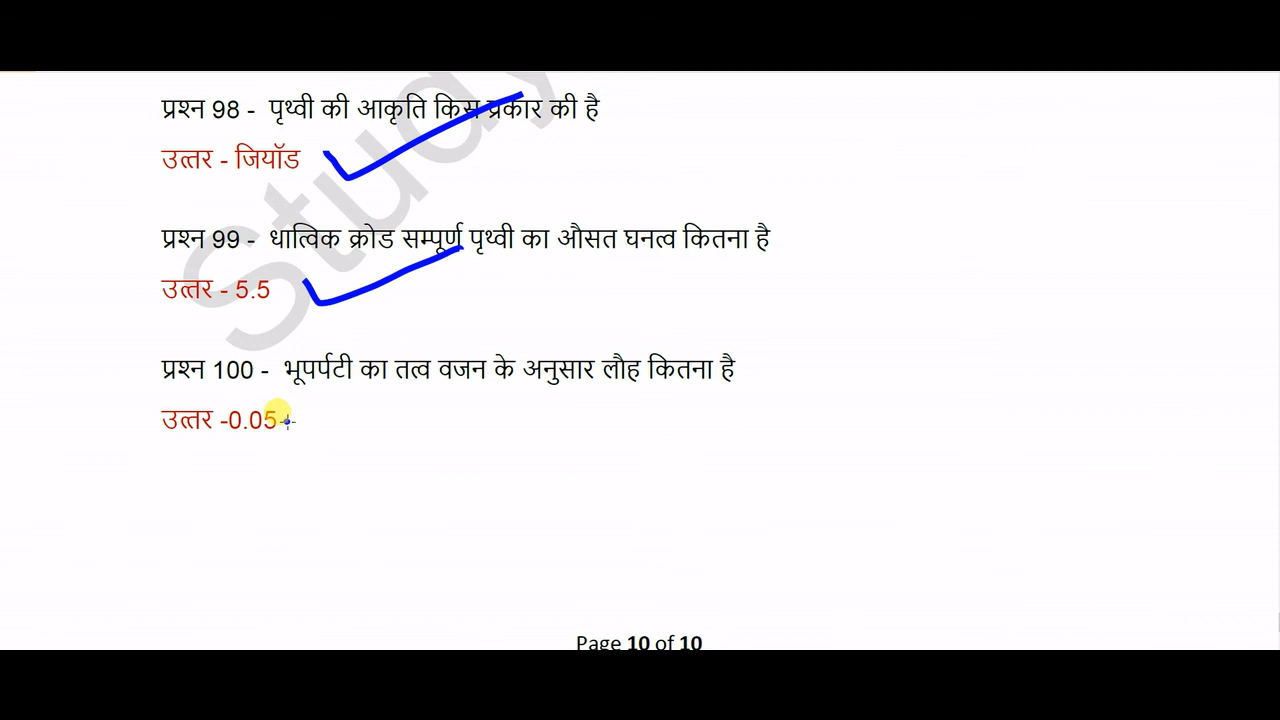 प्रश्न 98 - पृथ्वी की आकृति किस प्रकार की है
उत्तर - जियॉड
प्रश्न 99 - धात्विक क्रोड सम्पूर्ण पृथ्वी का औसत घनत्व कितना है
उत्तर - 5.5
प्रश्न 100 - भूपर्पटी का तत्व वजन के अनुसार लौह कितना है
उत्तर -0.05
Study
Page 10 of 10